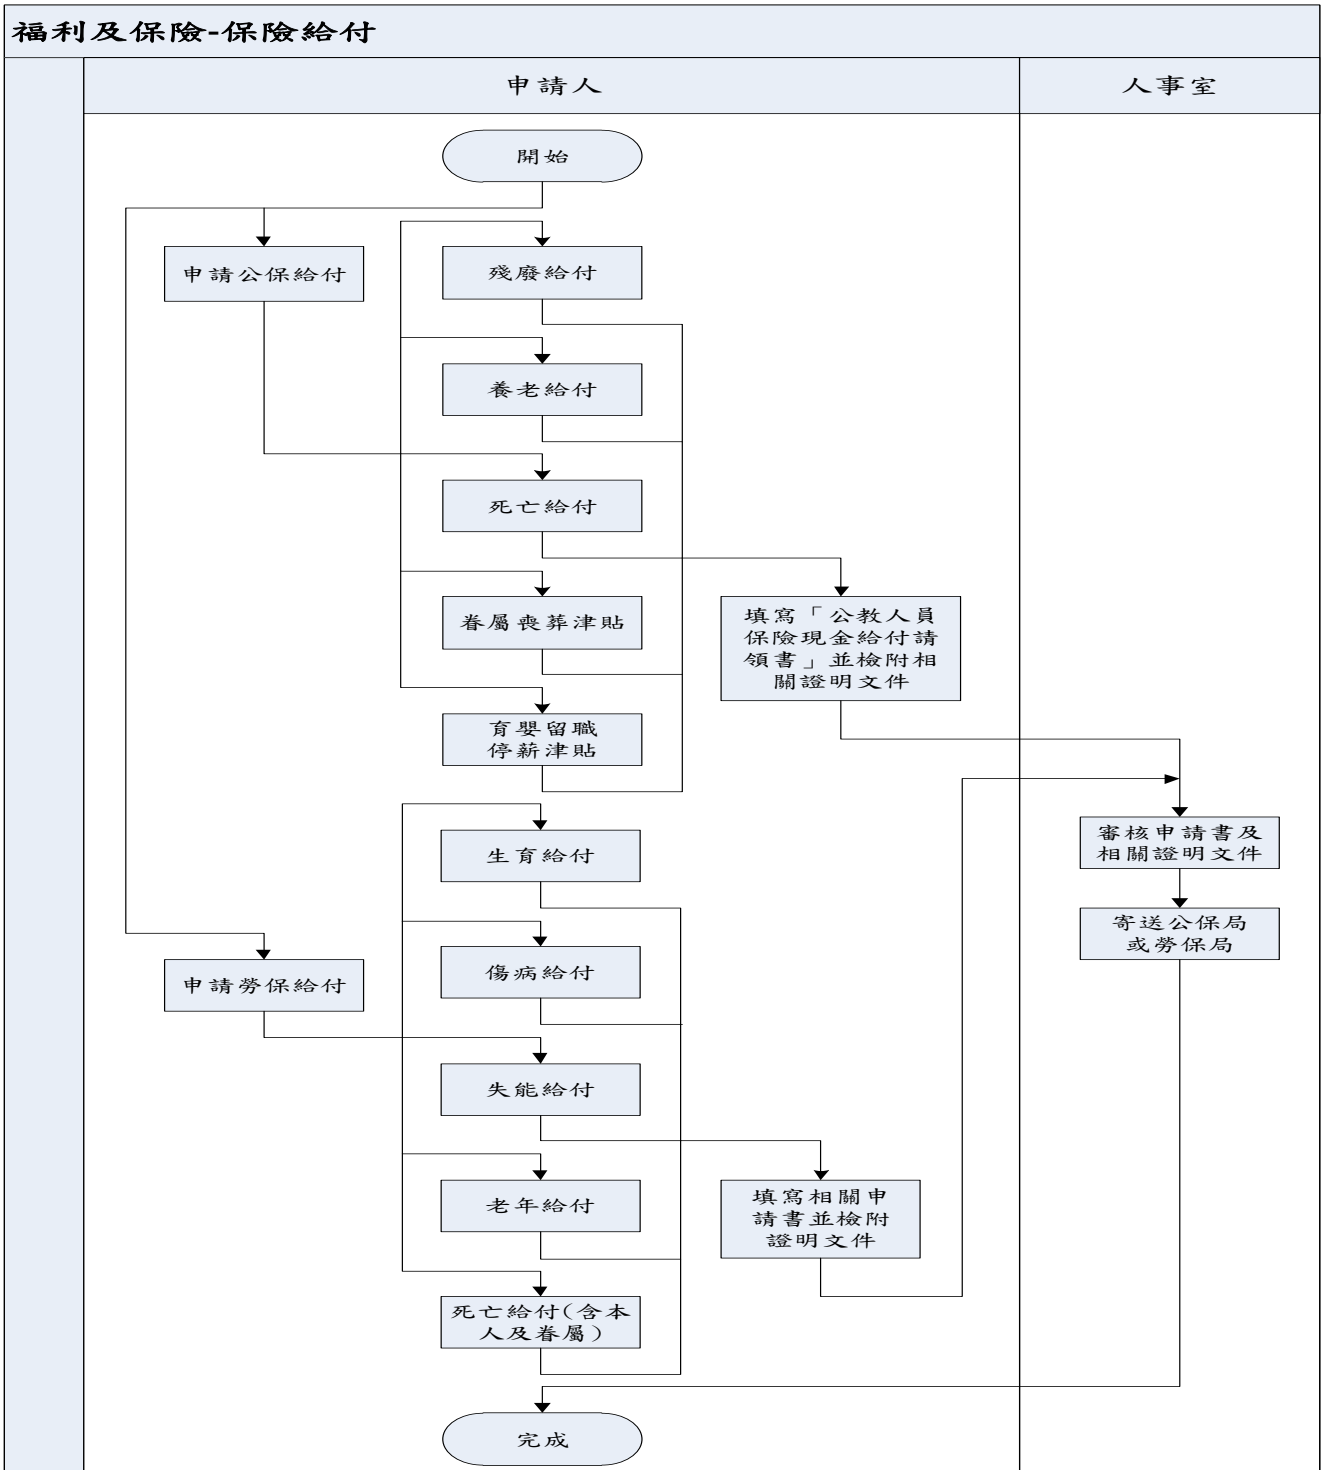 福利及保險-保險給付
申請人
人事室
開始
申請公保給付
殘廢給付
養老給付
死亡給付
眷屬喪葬津貼
填寫「公教人員
保險現金給付請
領書」並檢附相
關證明文件
育嬰留職
停薪津貼
生育給付
審核申請書及
相關證明文件
寄送公保局
或勞保局
傷病給付
申請勞保給付
失能給付
老年給付
填寫相關申
請書並檢附
證明文件
死亡給付(含本
人及眷屬)
完成